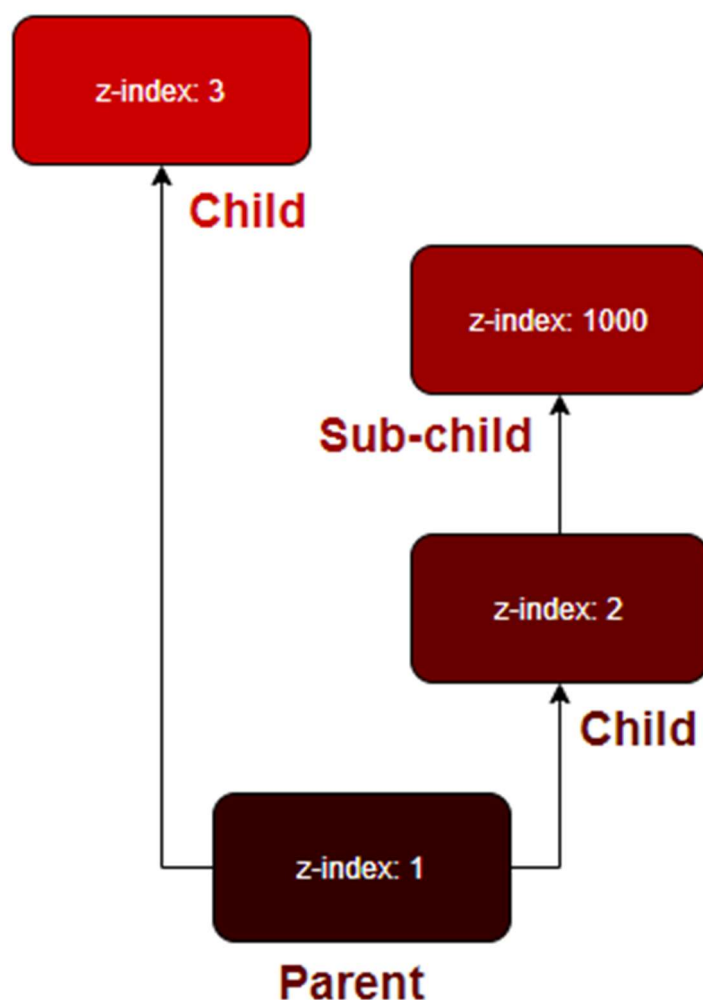 z-index: 3
Child
z-index: 1000
Sub-child
z-index: 2
Child
z-index: 1
Parent